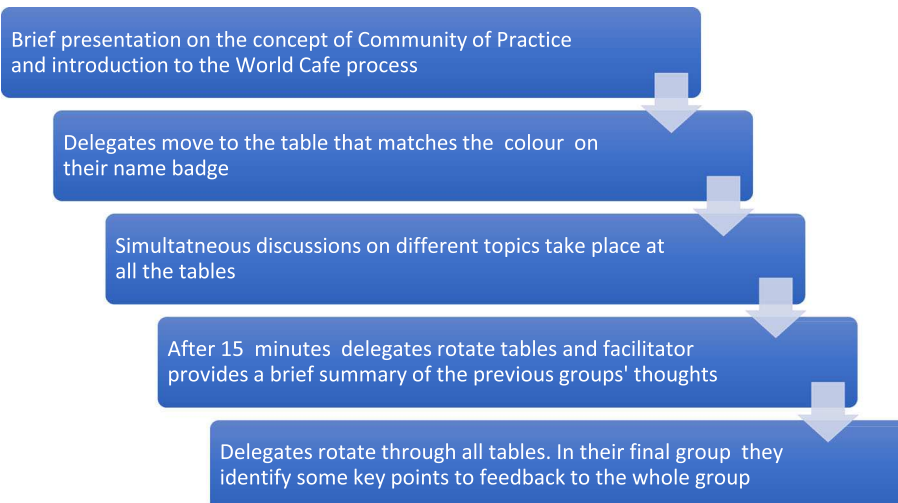 Brief presentation on the concept of Community of Practice
and introduction to the World Cafe process
Delegates move to the table that matches the  colour  on
their name badge
Simultatneous discussions on different topics take place at
all the tables
After 15  minutes  delegates rotate tables and facilitator
provides a brief summary of the previous groups' thoughts
Delegates rotate through all tables. In their final group  they
identify some key points to feedback to the whole group